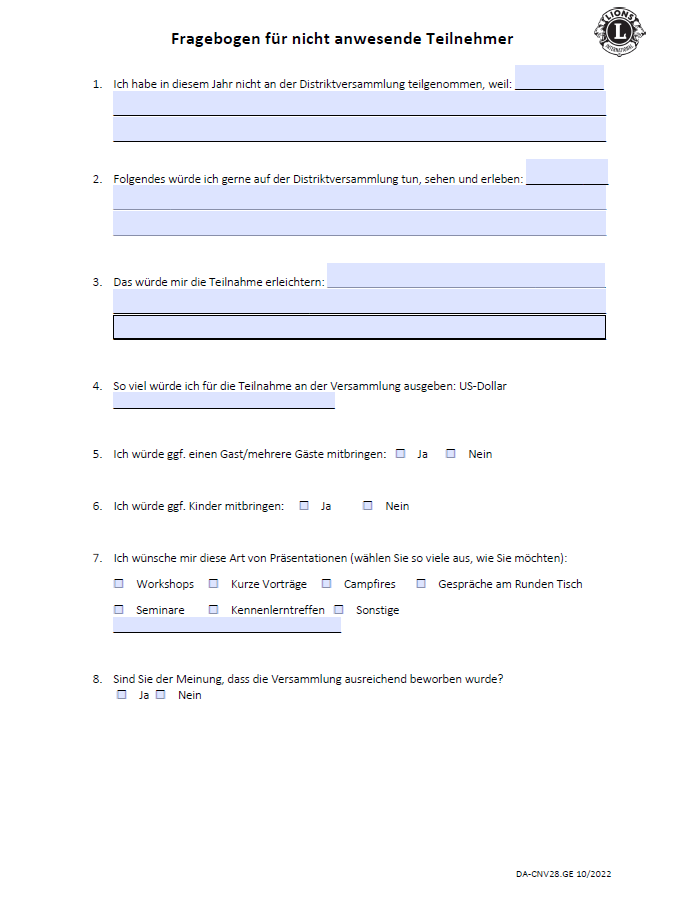 LIONS
L
INTERNATIONAL
Fragebogen für nicht anwesende Teilnehmer
1. Ich habe in diesem Jahr nicht an der Distriktversammlung teilgenommen, weil:
2. Folgendes würde ich gerne auf der Distriktversammlung tun, sehen und erleben:
3. Das würde mir die Teilnahme erleichtern:
4. So viel würde ich für die Teilnahme an der Versammlung ausgeben: US-Dollar
5. Ich würde ggf. einen Gast/mehrere Gäste mitbringen: Ja Nein
6. Ich würde ggf. Kinder mitbringen: Ja Nein
7. Ich wünsche mir diese Art von Präsentationen (wählen Sie so viele aus, wie Sie möchten):
Workshops Kurze Vorträge Campfires Gespräche am Runden Tisch
Seminare Kennenlerntreffen Sonstige
8. Sind Sie der Meinung, dass die Versammlung ausreichend beworben wurde?
Ja Nein
DA-CNV28.GE 10/2022